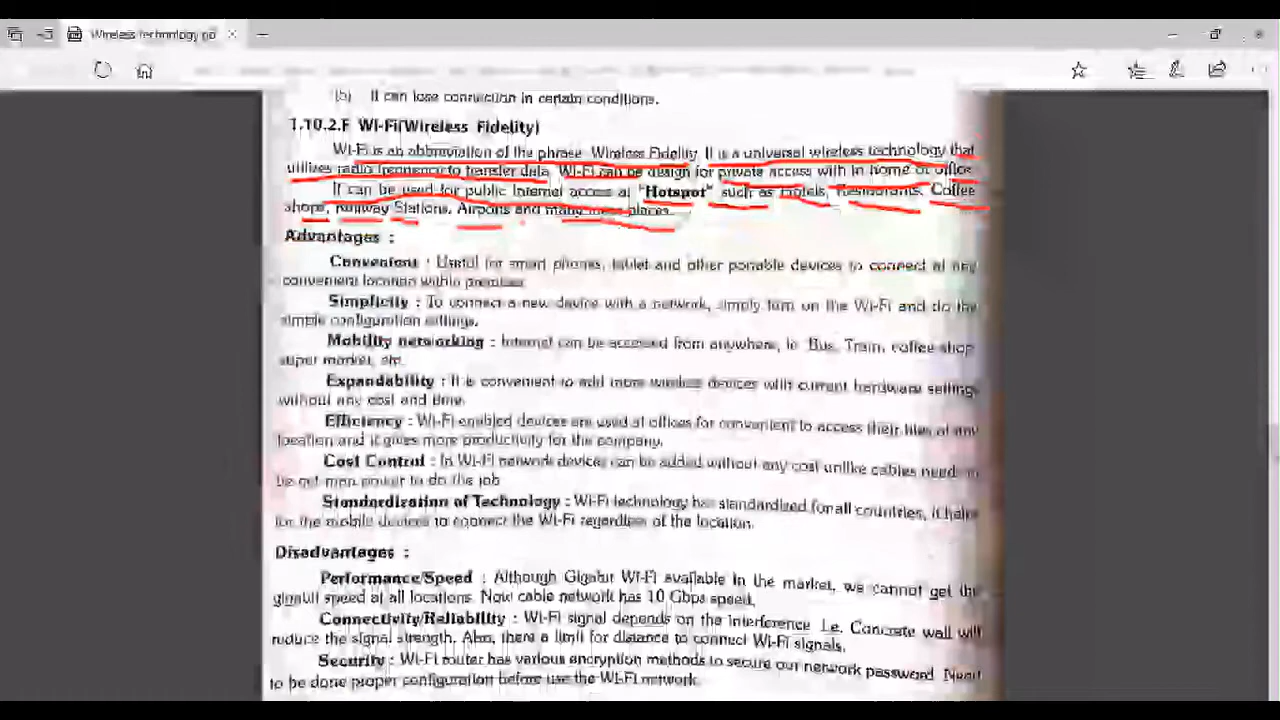 Wireless technology pd
(b) It can lose connection in certain conditions.
1.10.2.F Wi-Fi(Wireless Fidelity)
Wi-Fi is an abbreviation of the phrase Wireless Fidelity. It is a universal wireless technology that
utilizes radio frequency to transfer data. Wi-Fi can be design for private access with in home or office.
It can be used for public Internet access at "Hotspot" such as Hotels, Restaurants, Coffee
shops, Railway Stations, Airports and many more places.
Advantages :
Convenient : Useful for smart phones, tablet and other portable devices to connect at any
convenient location within premises
Simplicity : To connect a new device with a network, simply turn on the Wi-Fi and do the
simple configuration settings.
Mobility networking : Internet can be accessed from anywhere, ie Bus, Train, coffee shop
super market, etc.
Expandability : It is convenient to add more wireless devices with current hardware settings
without any cost and time.
Efficiency : Wi-Fi enabled devices are used at offices for convenient to access their files at any
location and it gives more productivity for the company.
Cost Control : In Wi-Fi network devices can be added without any cost unlike cables needs to
be get man power to do the job
Standardization of Technology : Wi-Fi technology has standardized for all countries, it helps
for the mobile devices to connect the Wi-Fi regardless of the location.
Disadvantages :
Performance/Speed : Although Gigabit Wi-Fi available in the market, we cannot get the
gigabit speed at all locations. Now cable network has 10 Gbps speed.
Connectivity/Reliability : Wi-Fi signal depends on the interference i.e. Concrete wall will
reduce the signal strength. Also, there a limit for distance to connect Wi-Fi signals.
Security : Wi-Fi router has various encryption methods to secure our network password. Need
to be done proper configuration before use the Wi-Fi network.